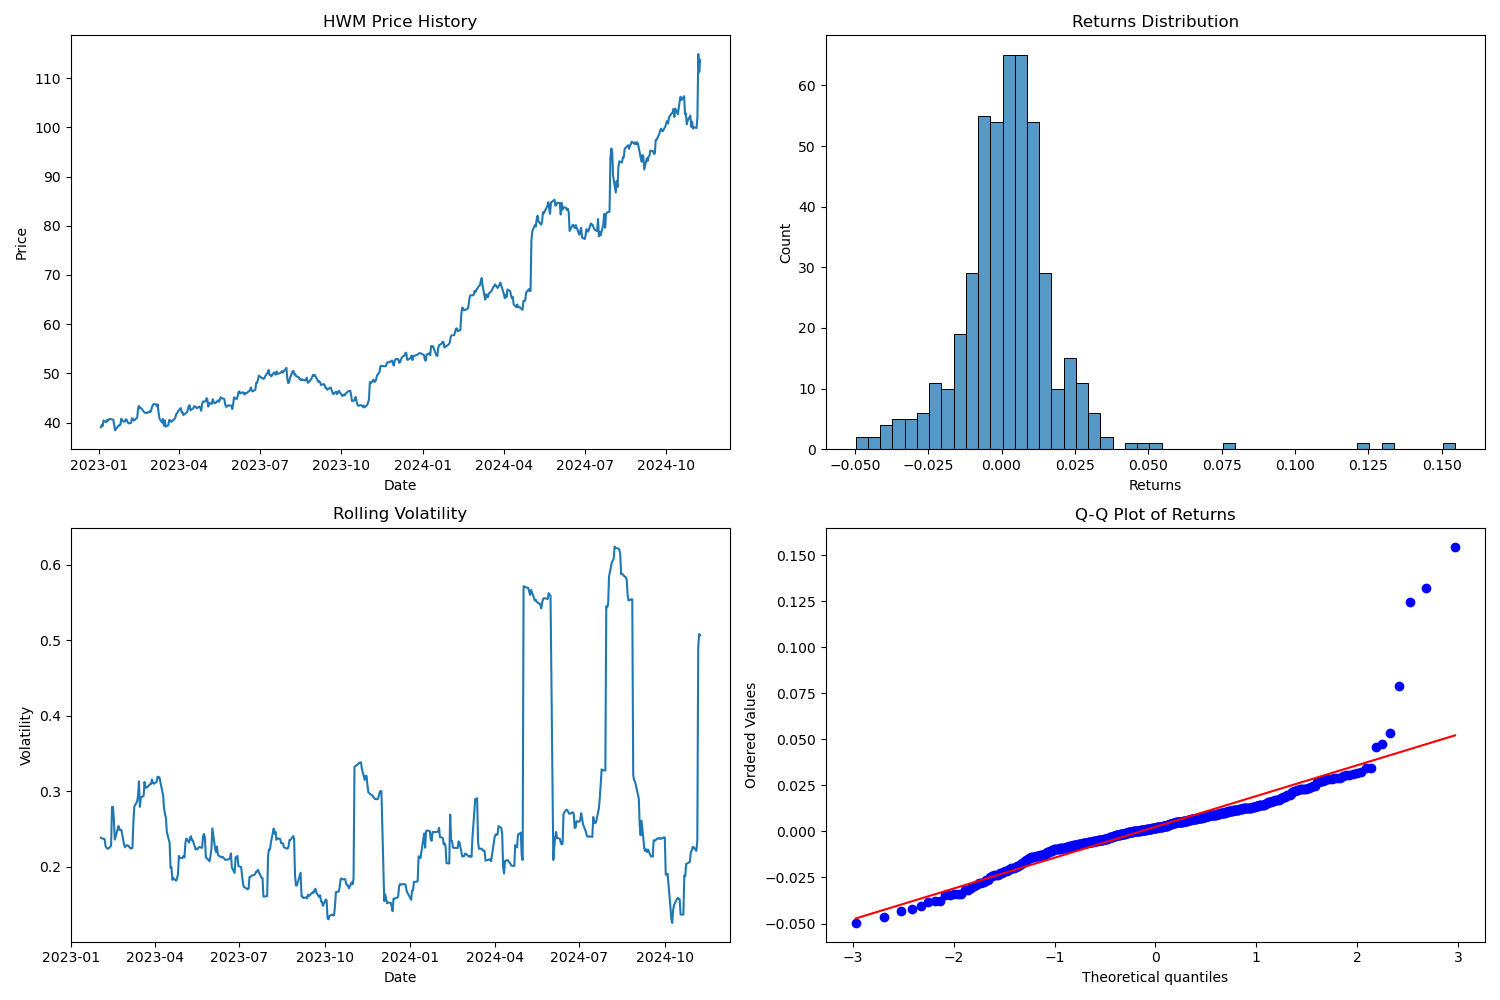 HWM Price History
Price
110
100
90
80
70
60
50
40
2023-01 2023-04 2023-07 2023-10 2024-01 2024-04 2024-07 2024-10
Date
Returns Distribution
Count
60
50
40
30
20
10
0
−0.050 −0.025 0.000 0.025 0.050 0.075 0.100 0.125 0.150
Returns
Rolling Volatility
Volatility
0.6
0.5
0.4
0.3
0.2
2023-01 2023-04 2023-07 2023-10 2024-01 2024-04 2024-07 2024-10
Date
Q-Q Plot of Returns
Ordered Values
0.150
0.125
0.100
0.075
0.050
0.025
0.000
−0.025
−0.050
−3 −2 −1 0 1 2 3
Theoretical quantiles